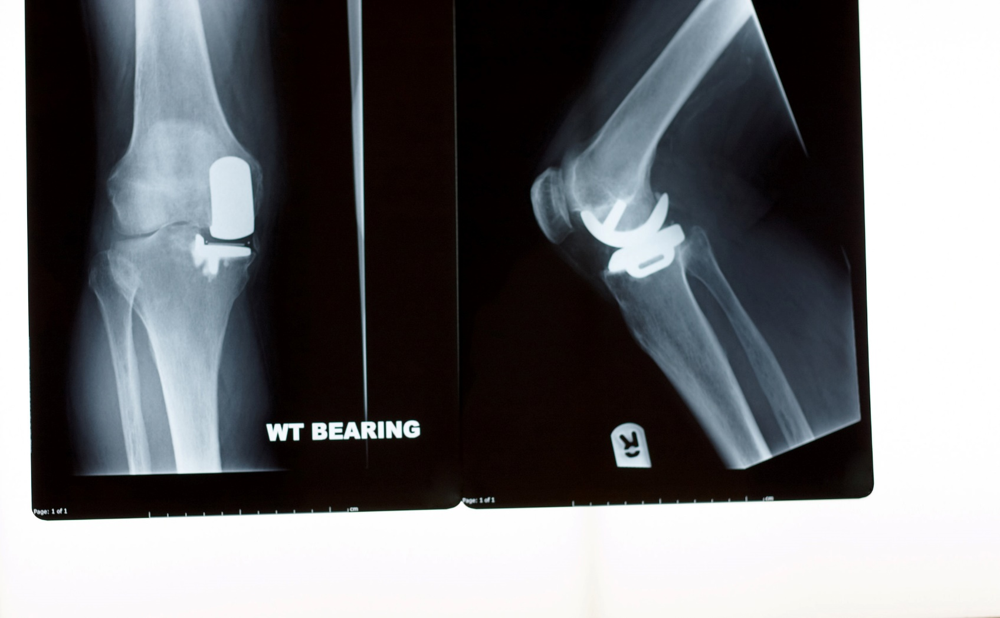 WT BEARING
Page: 1 of 1
cm
R
Page: 1 of 1
cm